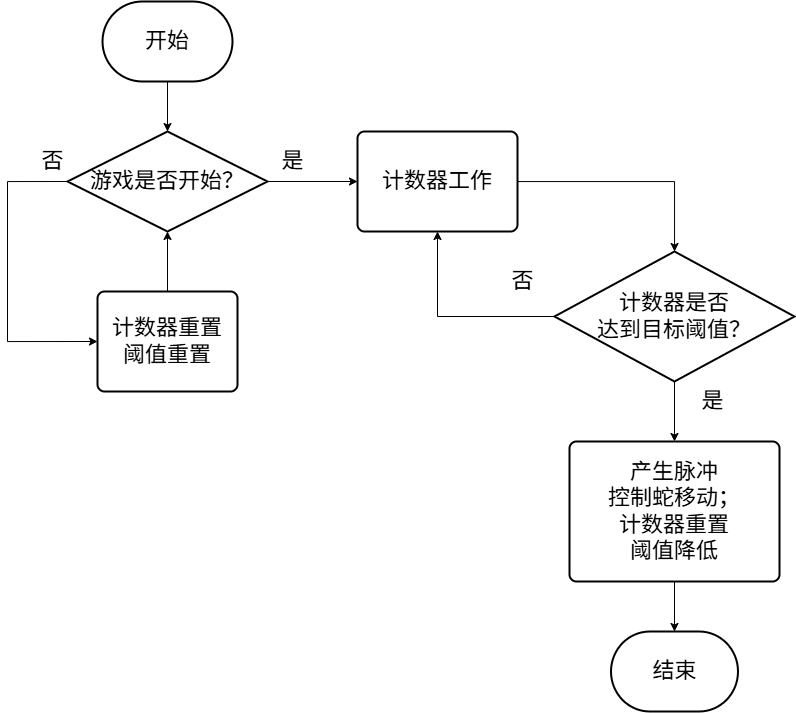 开始
否
游戏是否开始？
是
计数器工作
计数器重置
阈值重置
否
计数器是否
达到目标阈值？
是
产生脉冲
控制蛇移动；
计数器重置
阈值降低
结束